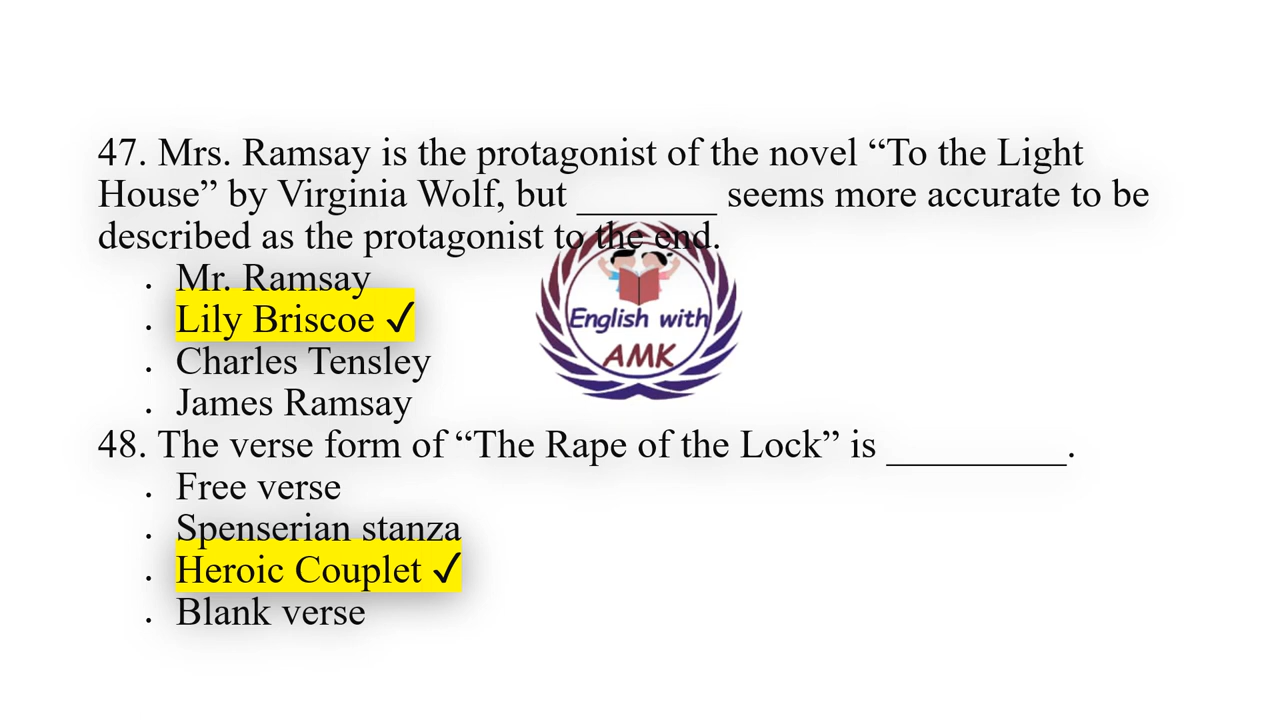 47. Mrs. Ramsay is the protagonist of the novel “To the Light
House” by Virginia Wolf, but _______ seems more accurate to be
described as the protagonist to the end.
. Mr. Ramsay
. Lily Briscoe ✓
. Charles Tensley
. James Ramsay
English with
AMK
48. The verse form of “The Rape of the Lock” is _________.
. Free verse
. Spenserian stanza
. Heroic Couplet ✓
. Blank verse